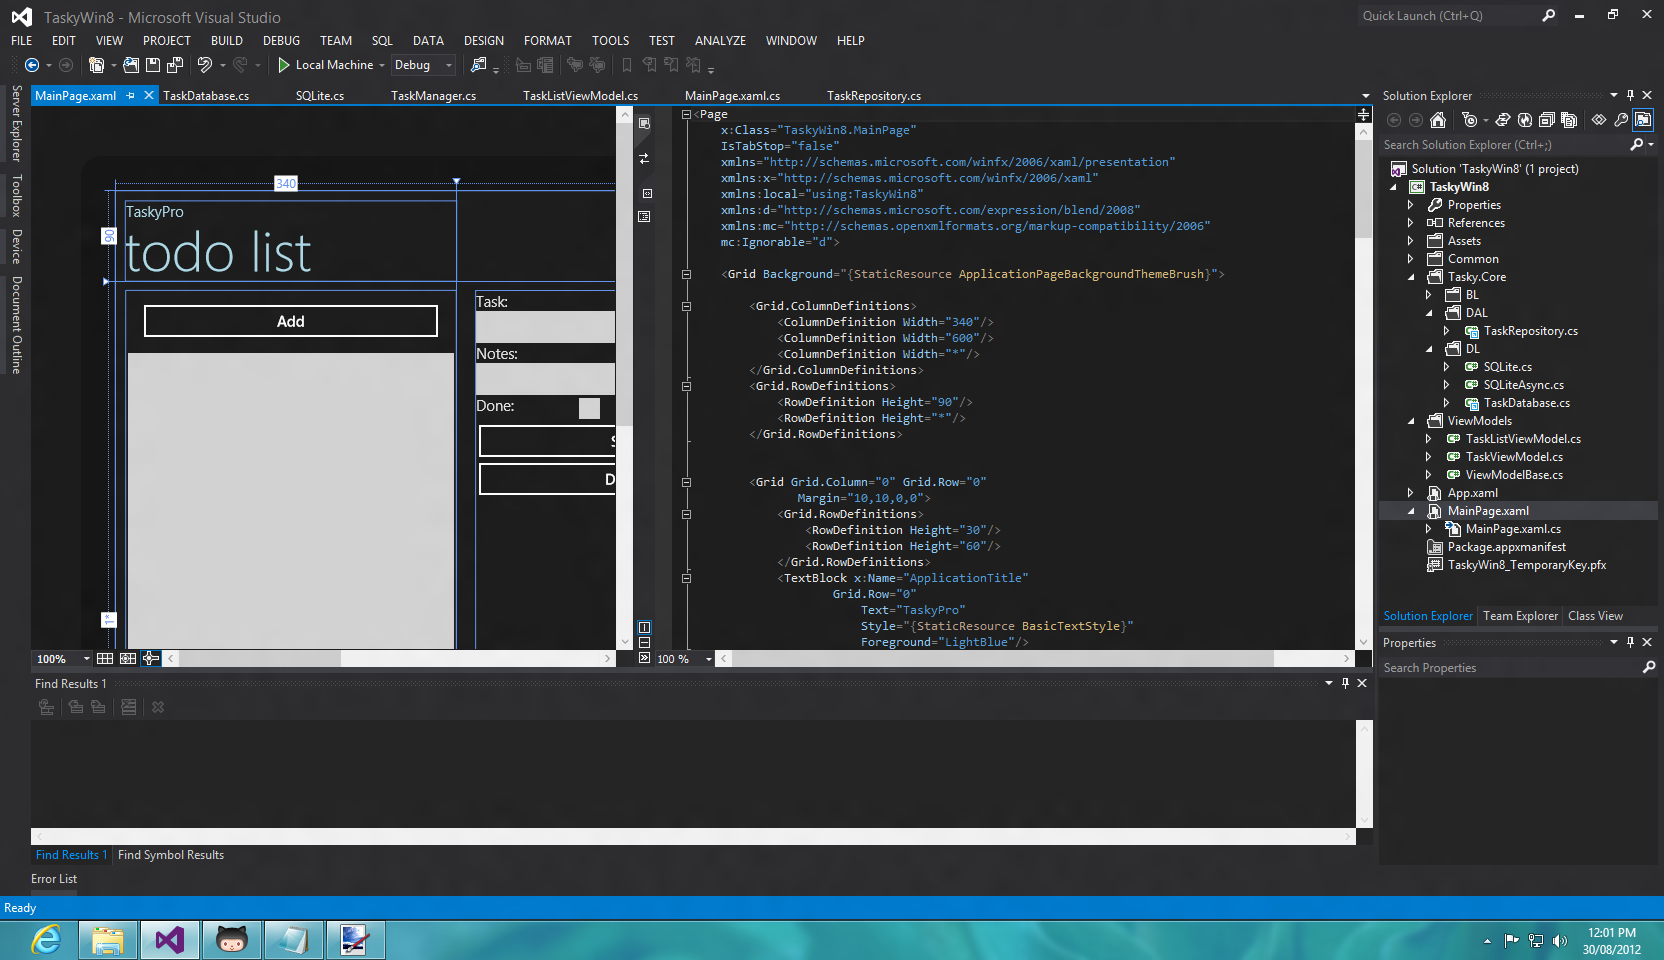 TaskyWin8 - Microsoft Visual Studio
Quick Launch (Ctrl+Q)
FILE EDIT VIEW PROJECT BUILD DEBUG TEAM SQL DATA DESIGN FORMAT TOOLS TEST ANALYZE WINDOW HELP
Local Machine Debug
Server Explorer
Toolbox
Device
Document Outline
MainPage.xaml TaskDatabase.cs SQLite.cs TaskManager.cs TaskListViewModel.cs MainPage.xaml.cs TaskRepository.cs
340
90
1*
TaskyPro
todo list
Add
Task:
Notes:
Done:
S
D
100%
<Page
x:Class="TaskyWin8.MainPage"
IsTabStop="false"
xmlns="http://schemas.microsoft.com/winfx/2006/xaml/presentation"
xmlns:x="http://schemas.microsoft.com/winfx/2006/xaml"
xmlns:local="using:TaskyWin8"
xmlns:d="http://schemas.microsoft.com/expression/blend/2008"
xmlns:mc="http://schemas.openxmlformats.org/markup-compatibility/2006"
mc:Ignorable="d">
<Grid Background="{StaticResource ApplicationPageBackgroundThemeBrush}">
<Grid.ColumnDefinitions>
<ColumnDefinition Width="340"/>
<ColumnDefinition Width="600"/>
<ColumnDefinition Width="*"/>
</Grid.ColumnDefinitions>
<Grid.RowDefinitions>
<RowDefinition Height="90"/>
<RowDefinition Height="*"/>
</Grid.RowDefinitions>
<Grid Grid.Column="0" Grid.Row="0"
Margin="10,10,0,0">
<Grid.RowDefinitions>
<RowDefinition Height="30"/>
<RowDefinition Height="60"/>
</Grid.RowDefinitions>
<TextBlock x:Name="ApplicationTitle"
Grid.Row="0"
Text="TaskyPro"
Style="{StaticResource BasicTextStyle}"
Foreground="LightBlue"/>
100 %
Solution Explorer
Search Solution Explorer (Ctrl+;)
Solution 'TaskyWin8' (1 project)
TaskyWin8
Properties
References
Assets
Common
Tasky.Core
BL
DAL
TaskRepository.cs
DL
SQLite.cs
SQLiteAsync.cs
TaskDatabase.cs
ViewModels
TaskListViewModel.cs
TaskViewModel.cs
ViewModelBase.cs
App.xaml
MainPage.xaml
MainPage.xaml.cs
Package.appxmanifest
TaskyWin8_TemporaryKey.pfx
Solution Explorer Team Explorer Class View
Properties
Search Properties
Find Results 1
Find Results 1 Find Symbol Results
Error List
Ready
12:01 PM
30/08/2012